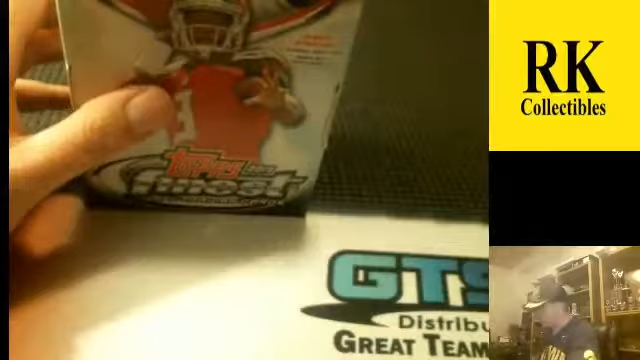 RK
Collectibles
Topps
finest
GTS
Distribu
GREAT TEAM